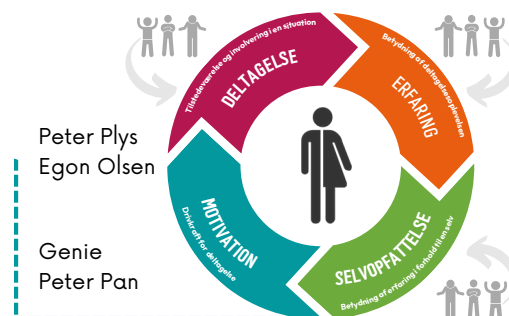 Tilstedeværelse og involvering i en situation
DELTAGELSE
Betydning af deltagelsesoplevelsen
ERFARING
Peter Plys
Egon Olsen
MOTIVATION
Drivkraft for deltagelse
SELVOPFATTELSE
Betydning af erfaring i forhold til en selv
Genie
Peter Pan